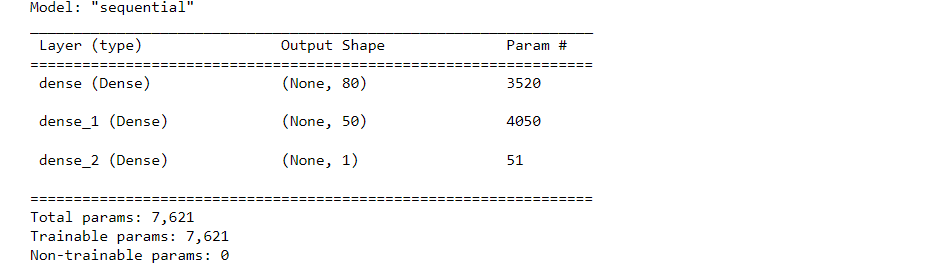 Model: "sequential"
_________________________________________________________________
Layer (type) Output Shape Param #
=================================================================
dense (Dense) (None, 80) 3520
dense_1 (Dense) (None, 50) 4050
dense_2 (Dense) (None, 1) 51
=================================================================
Total params: 7,621
Trainable params: 7,621
Non-trainable params: 0